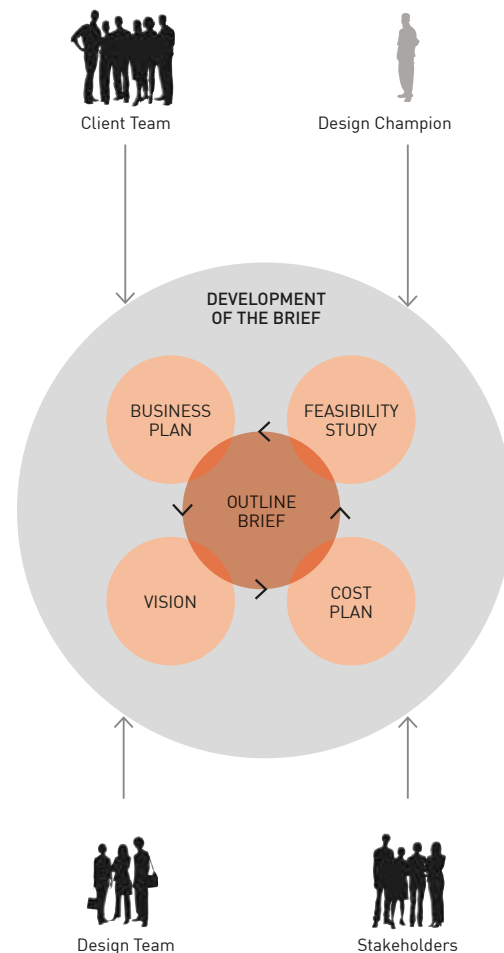 Client Team
Design Champion
DEVELOPMENT
OF THE BRIEF
BUSINESS
PLAN
FEASIBILITY
STUDY
OUTLINE
BRIEF
VISION
COST
PLAN
Design Team
Stakeholders